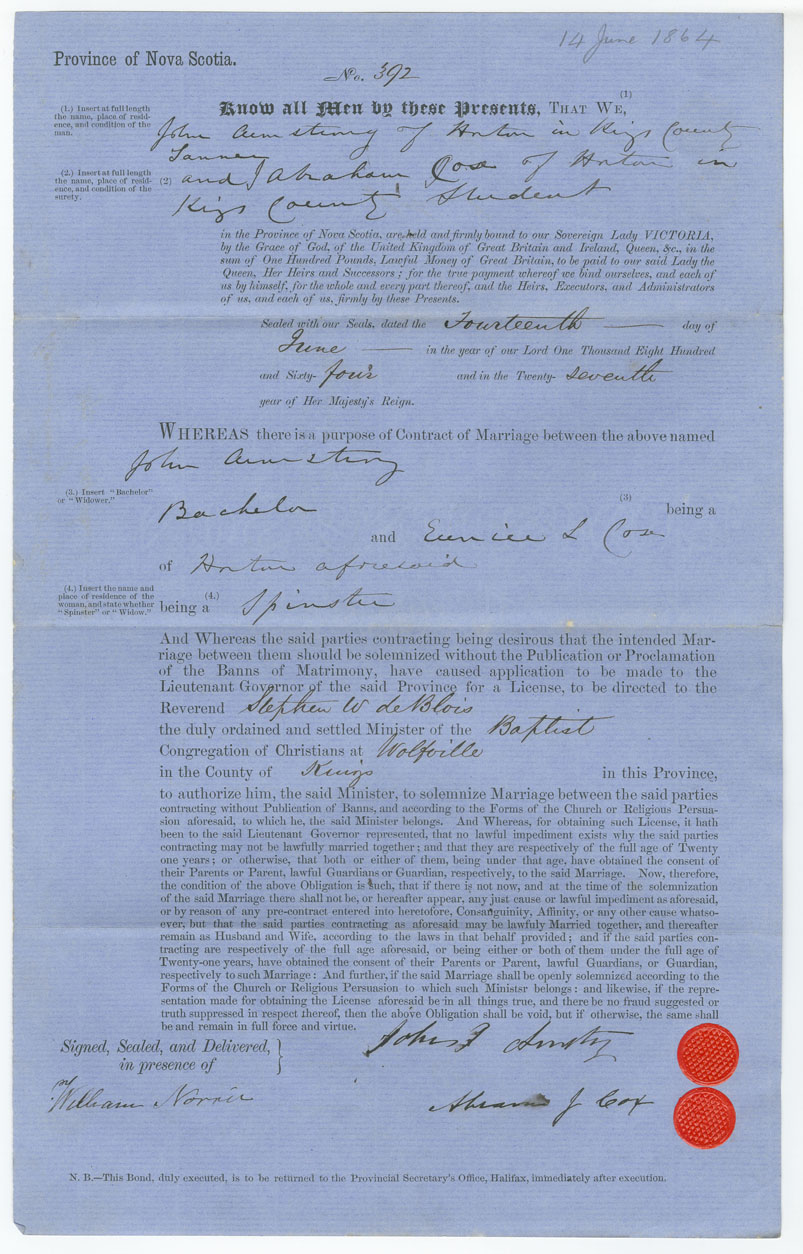 14 June 1864
Province of Nova Scotia.
No. 392
(1)
(1.) Insert at full length
the name, place of resid-
ence, and condition of the
man.
Know all Men by these Presents, THAT WE,
John Armstrong of Horton in Kings County
Tanner
(2.) Insert at full length
the name, place of resid-
ence, and condition of the
surety.
(2) and J Abraham Cox of Horton in
Kings County Student
in the Province of Nova Scotia, are held and firmly bound to our Sovereign Lady VICTORIA,
by the Grace of God, of the United Kingdom of Great Britain and Ireland, Queen, &c., in the
sum of One Hundred Pounds, Lawful Money of Great Britain, to be paid to our said Lady the
Queen, Her Heirs and Successors ; for the true payment whereof we bind ourselves, and each of
us by himself, for the whole and every part thereof, and the Heirs, Executors, and Administrators
of us, and each of us, firmly by these Presents.
Sealed with our Seals, dated the Fourteenth day of
June in the year of our Lord One Thousand Eight Hundred
and Sixty- four and in the Twenty- seventh
year of Her Majesty's Reign.
WHEREAS there is a purpose of Contract of Marriage between the above named
John Armstrong
(3.) Insert "Bachelor"
or "Widower."
(3)
Bachelor being a
and Eunice L Cox
of Horton aforesaid
(4.) Insert the name and
place of residence of the
woman, and state whether
"Spinster" or "Widow."
(4.)
being a Spinster
And Whereas the said parties contracting being desirous that the intended Mar-
riage between them should be solemnized without the Publication or Proclamation
of the Banns of Matrimony, have caused application to be made to the
Lieutenant Governor of the said Province for a License, to be directed to the
Reverend Stephen W deBlois
the duly ordained and settled Minister of the Baptist
Congregation of Christians at Wolfville
in the County of Kings in this Province,
to authorize him, the said Minister, to solemnize Marriage between the said parties
contracting without Publication of Banns, and according to the Forms of the Church or Religious Persua-
sion aforesaid, to which he, the said Minister belongs. And Whereas, for obtaining such License, it hath
been to the said Lieutenant Governor represented, that no lawful impediment exists why the said parties
contracting may not be lawfully married together ; and that they are respectively of the full age of Twenty
one years ; or otherwise, that both or either of them, being under that age, have obtained the consent of
their Parents or Parent, lawful Guardians or Guardian, respectively, to the said Marriage. Now, therefore,
the condition of the above Obligation is such, that if there is not now, and at the time of the solemnization
of the said Marriage there shall not be, or hereafter appear, any just cause or lawful impediment as aforesaid,
or by reason of any pre-contract entered into heretofore, Consanguinity, Affinity, or any other cause whatso-
ever, but that the said parties contracting as aforesaid may be lawfuly Married together, and thereafter
remain as Husband and Wife, according to the laws in that behalf provided ; and if the said parties con-
tracting are respectively of the full age aforesaid, or being either or both of them under the full age of
Twenty-one years, have obtained the consent of their Parents or Parent, lawful Guardians, or Guardian,
respectively to such Marriage : And further, if the said Marriage shall be openly solemnized according to the
Forms of the Church or Religious Persuasion to which such Ministsr belongs : and likewise, if the repre-
sentation made for obtaining the License aforesaid be in all things true, and there be no fraud suggested or
truth suppressed in respect thereof, then the above Obligation shall be void, but if otherwise, the same shall
be and remain in full force and virtue.
Signed, Sealed, and Delivered,
in presence of
John
William Norris
Abram J Cox
N. B.—This Bond, duly executed, is to be returned to the Provincial Secretary's Office, Halifax, immediately after execution.